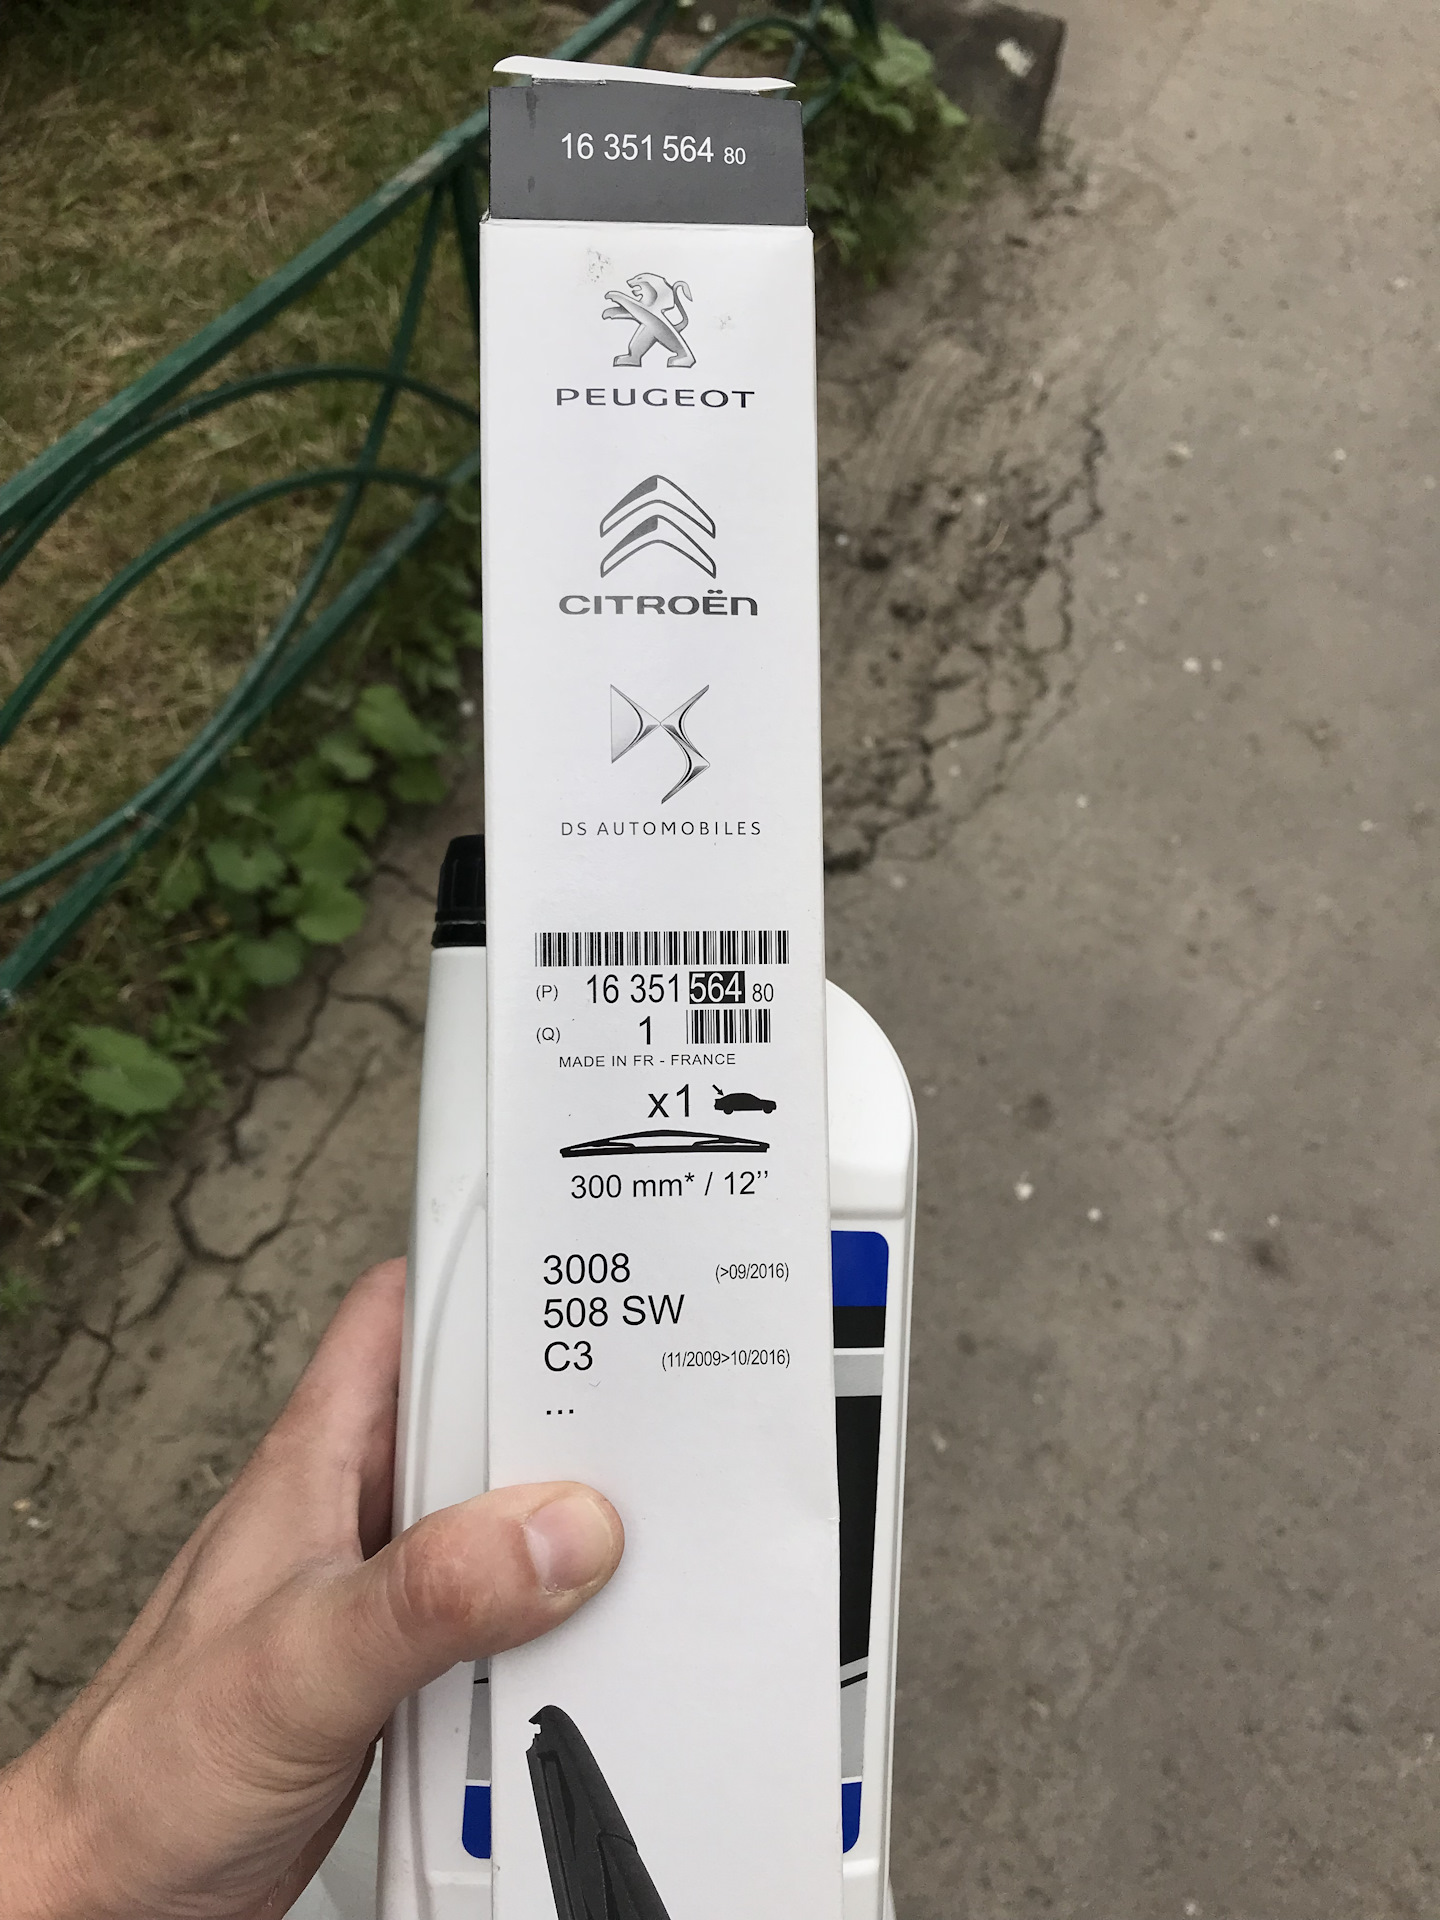 16 351 564 80
PEUGEOT
CITROËN
DS AUTOMOBILES
(P) 16 351 564 80
(Q) 1
MADE IN FR - FRANCE
x1
300 mm* / 12’’
3008 (>09/2016)
508 SW
C3 (11/2009>10/2016)
...